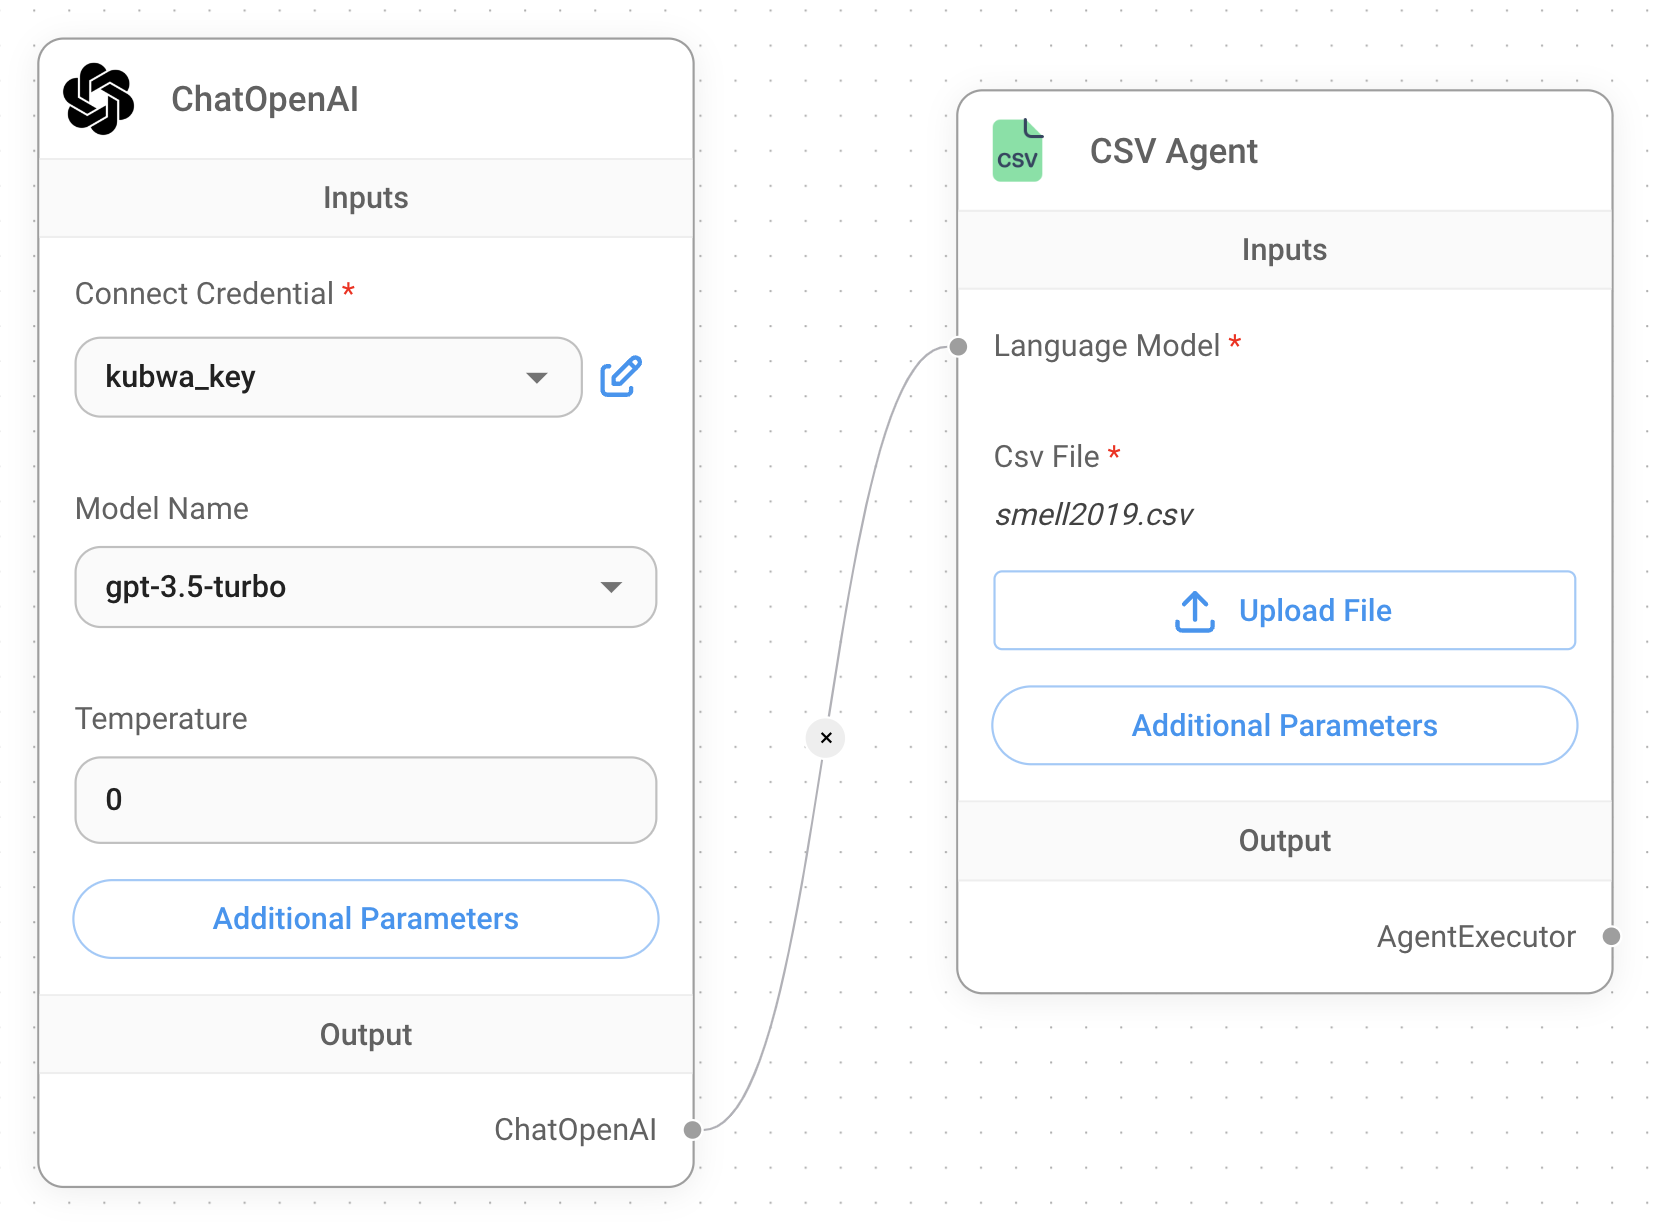 ChatOpenAI
Inputs
Connect Credential *
kubwa_key
Model Name
gpt-3.5-turbo
Temperature
0
Additional Parameters
Output
ChatOpenAI
CSV
CSV Agent
Inputs
Language Model *
Csv File *
smell2019.csv
Upload File
Additional Parameters
Output
AgentExecutor